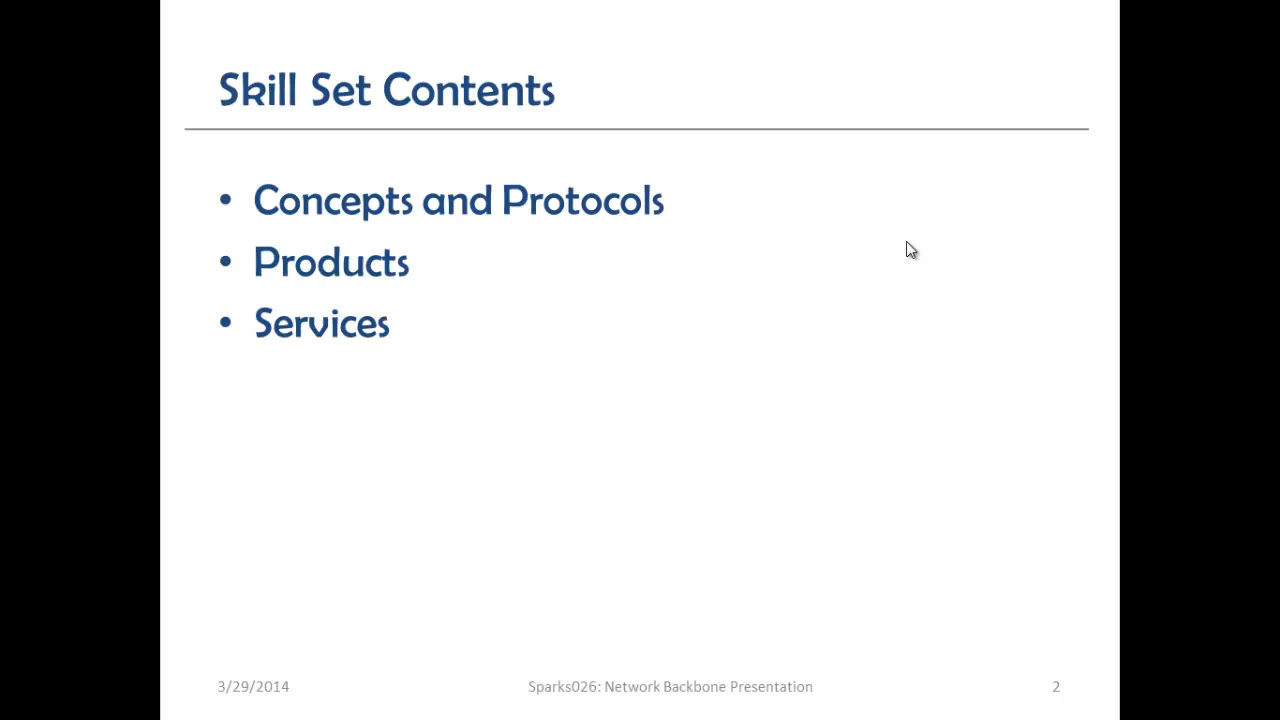 Skill Set Contents
• Concepts and Protocols
• Products
• Services
3/29/2014 Sparks026: Network Backbone Presentation 2